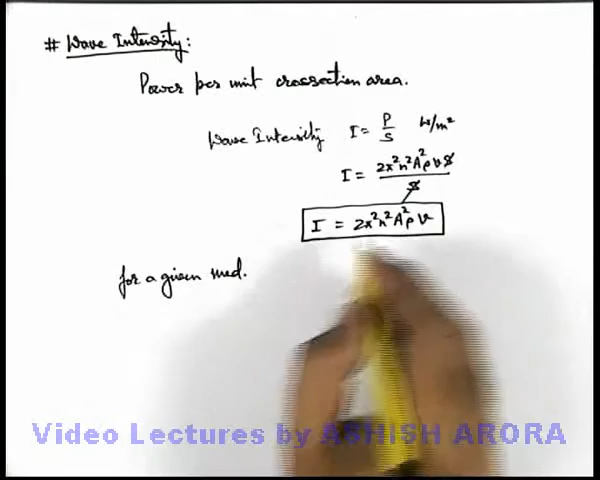 # Wave Intensity:
Power per unit crossection area.
Wave Intensity I = P/S W/m²
I = 2π²n²A²ρvS/S
I = 2π²n²A²ρv
for a given med.
Video Lectures by ASHISH ARORA